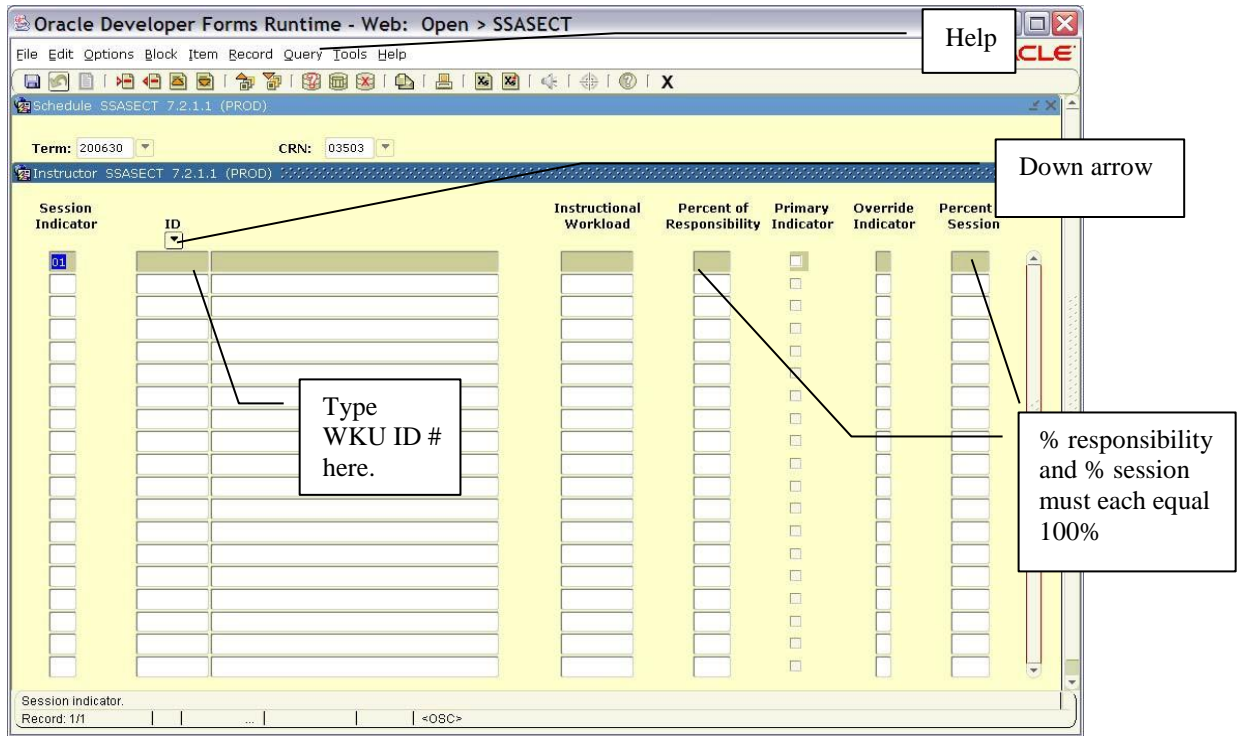 Oracle Developer Forms Runtime - Web: Open > SSASECT
Help
File Edit Options Block Item Record Query Tools Help
CLE
X
Schedule SSASECT 7.2.1.1 (PROD)
Term: 200630 CRN: 03503
Down arrow
Instructor SSASECT 7.2.1.1 (PROD)
Session Indicator
ID
Instructional Workload
Percent of Responsibility
Primary Indicator
Override Indicator
Percent Session
01
Type
WKU ID #
here.
% responsibility
and % session
must each equal
100%
Session indicator.
Record: 1/1 ... <OSC>